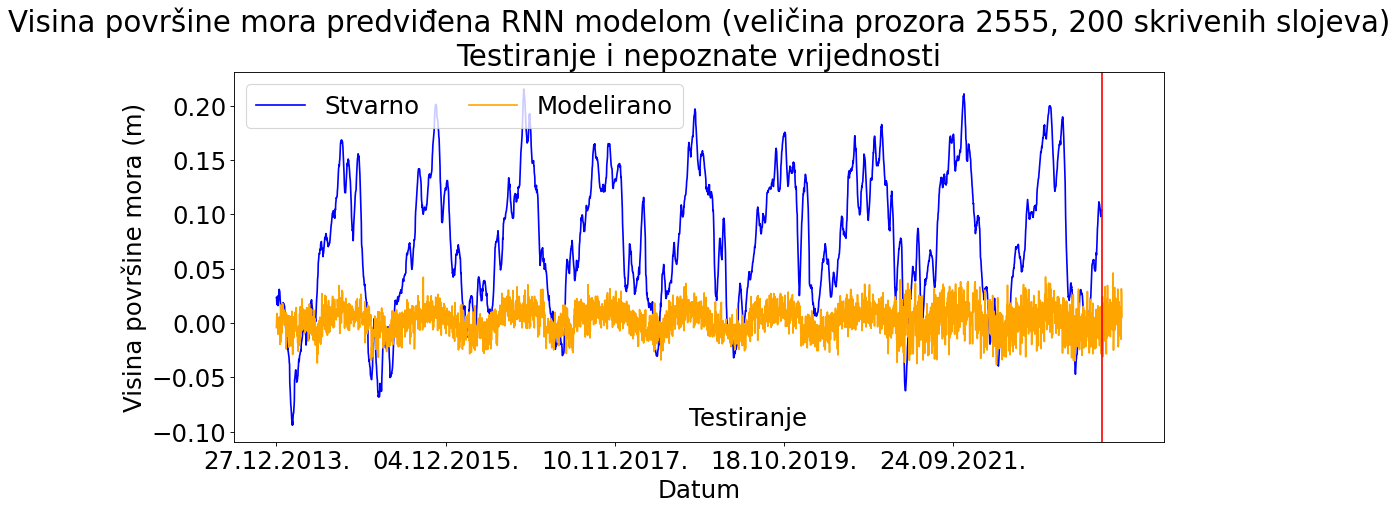 Visina površine mora predviđena RNN modelom (veličina prozora 2555, 200 skrivenih slojeva)
Testiranje i nepoznate vrijednosti
Stvarno
Modelirano
Visina površine mora (m)
0.20
0.15
0.10
0.05
0.00
−0.05
−0.10
Testiranje
27.12.2013.
04.12.2015.
10.11.2017.
18.10.2019.
24.09.2021.
Datum